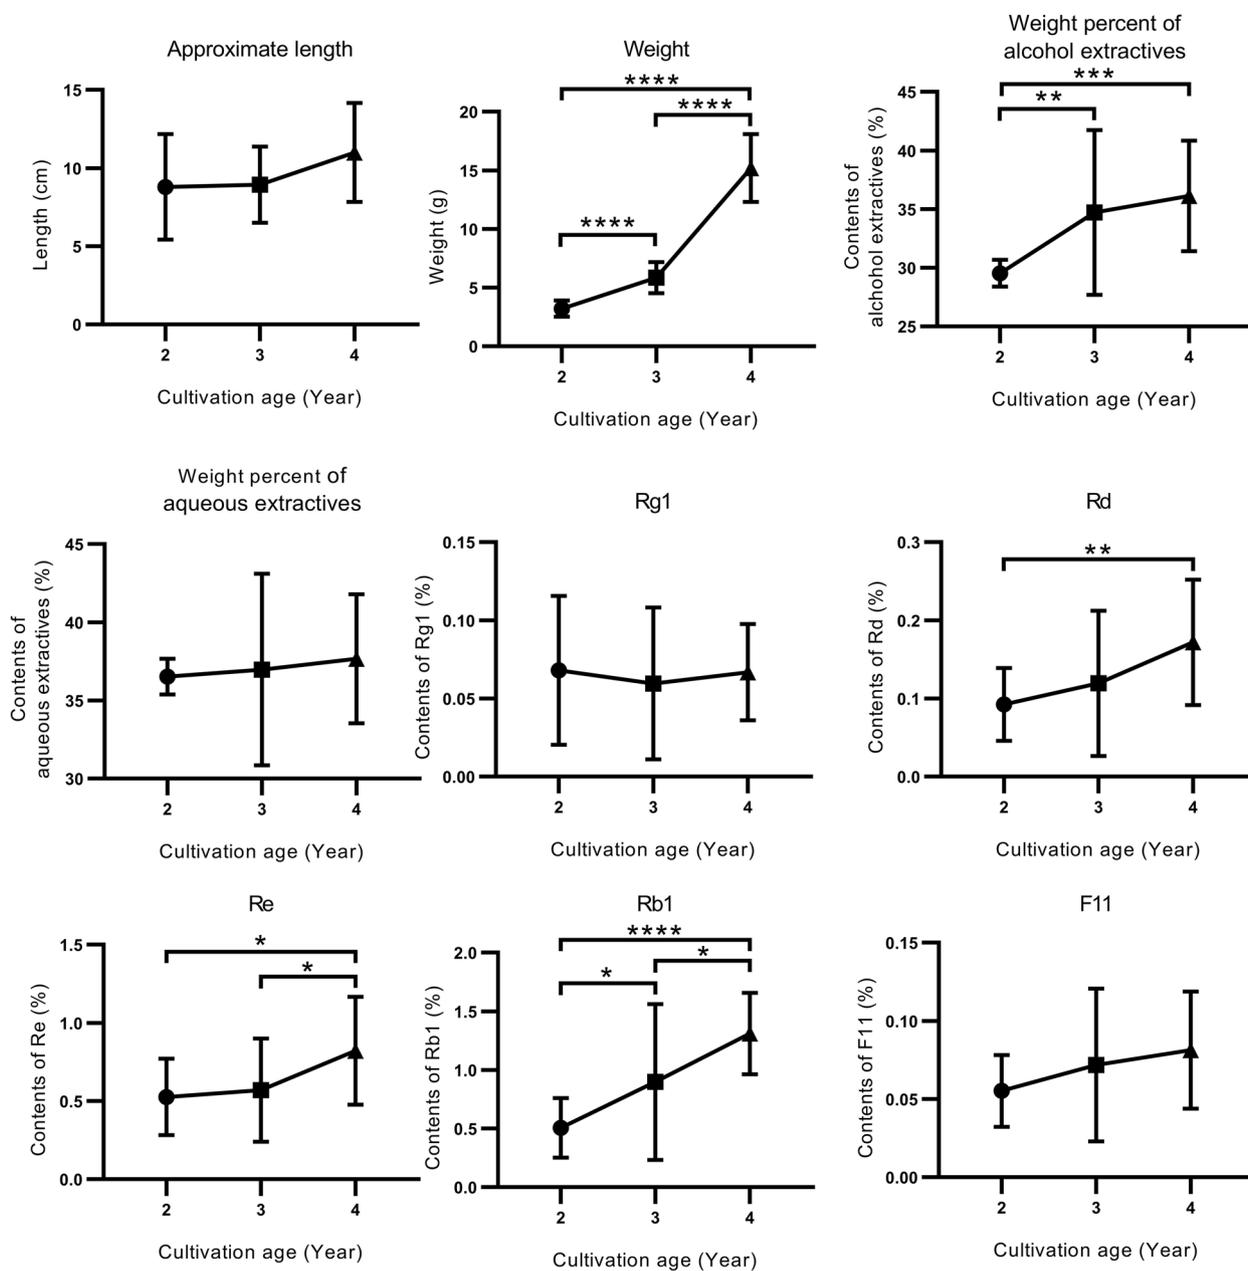 Approximate length
15
10
5
0
Length (cm)
2 3 4
Cultivation age (Year)
Weight
****
****
****
20
15
10
5
0
Weight (g)
2 3 4
Cultivation age (Year)
Weight percent of
alcohol extractives
***
**
45
40
35
30
25
Contents of
alchohol extractives (%)
2 3 4
Cultivation age (Year)
Weight percent of
aqueous extractives
45
40
35
30
Contents of
aqueous extractives (%)
2 3 4
Cultivation age (Year)
Rg1
0.15
0.10
0.05
0.00
Contents of Rg1 (%)
2 3 4
Cultivation age (Year)
Rd
**
0.3
0.2
0.1
0.0
Contents of Rd (%)
2 3 4
Cultivation age (Year)
Re
*
*
1.5
1.0
0.5
0.0
Contents of Re (%)
2 3 4
Cultivation age (Year)
Rb1
****
*
*
2.0
1.5
1.0
0.5
0.0
Contents of Rb1 (%)
2 3 4
Cultivation age (Year)
F11
0.15
0.10
0.05
0.00
Contents of F11 (%)
2 3 4
Cultivation age (Year)